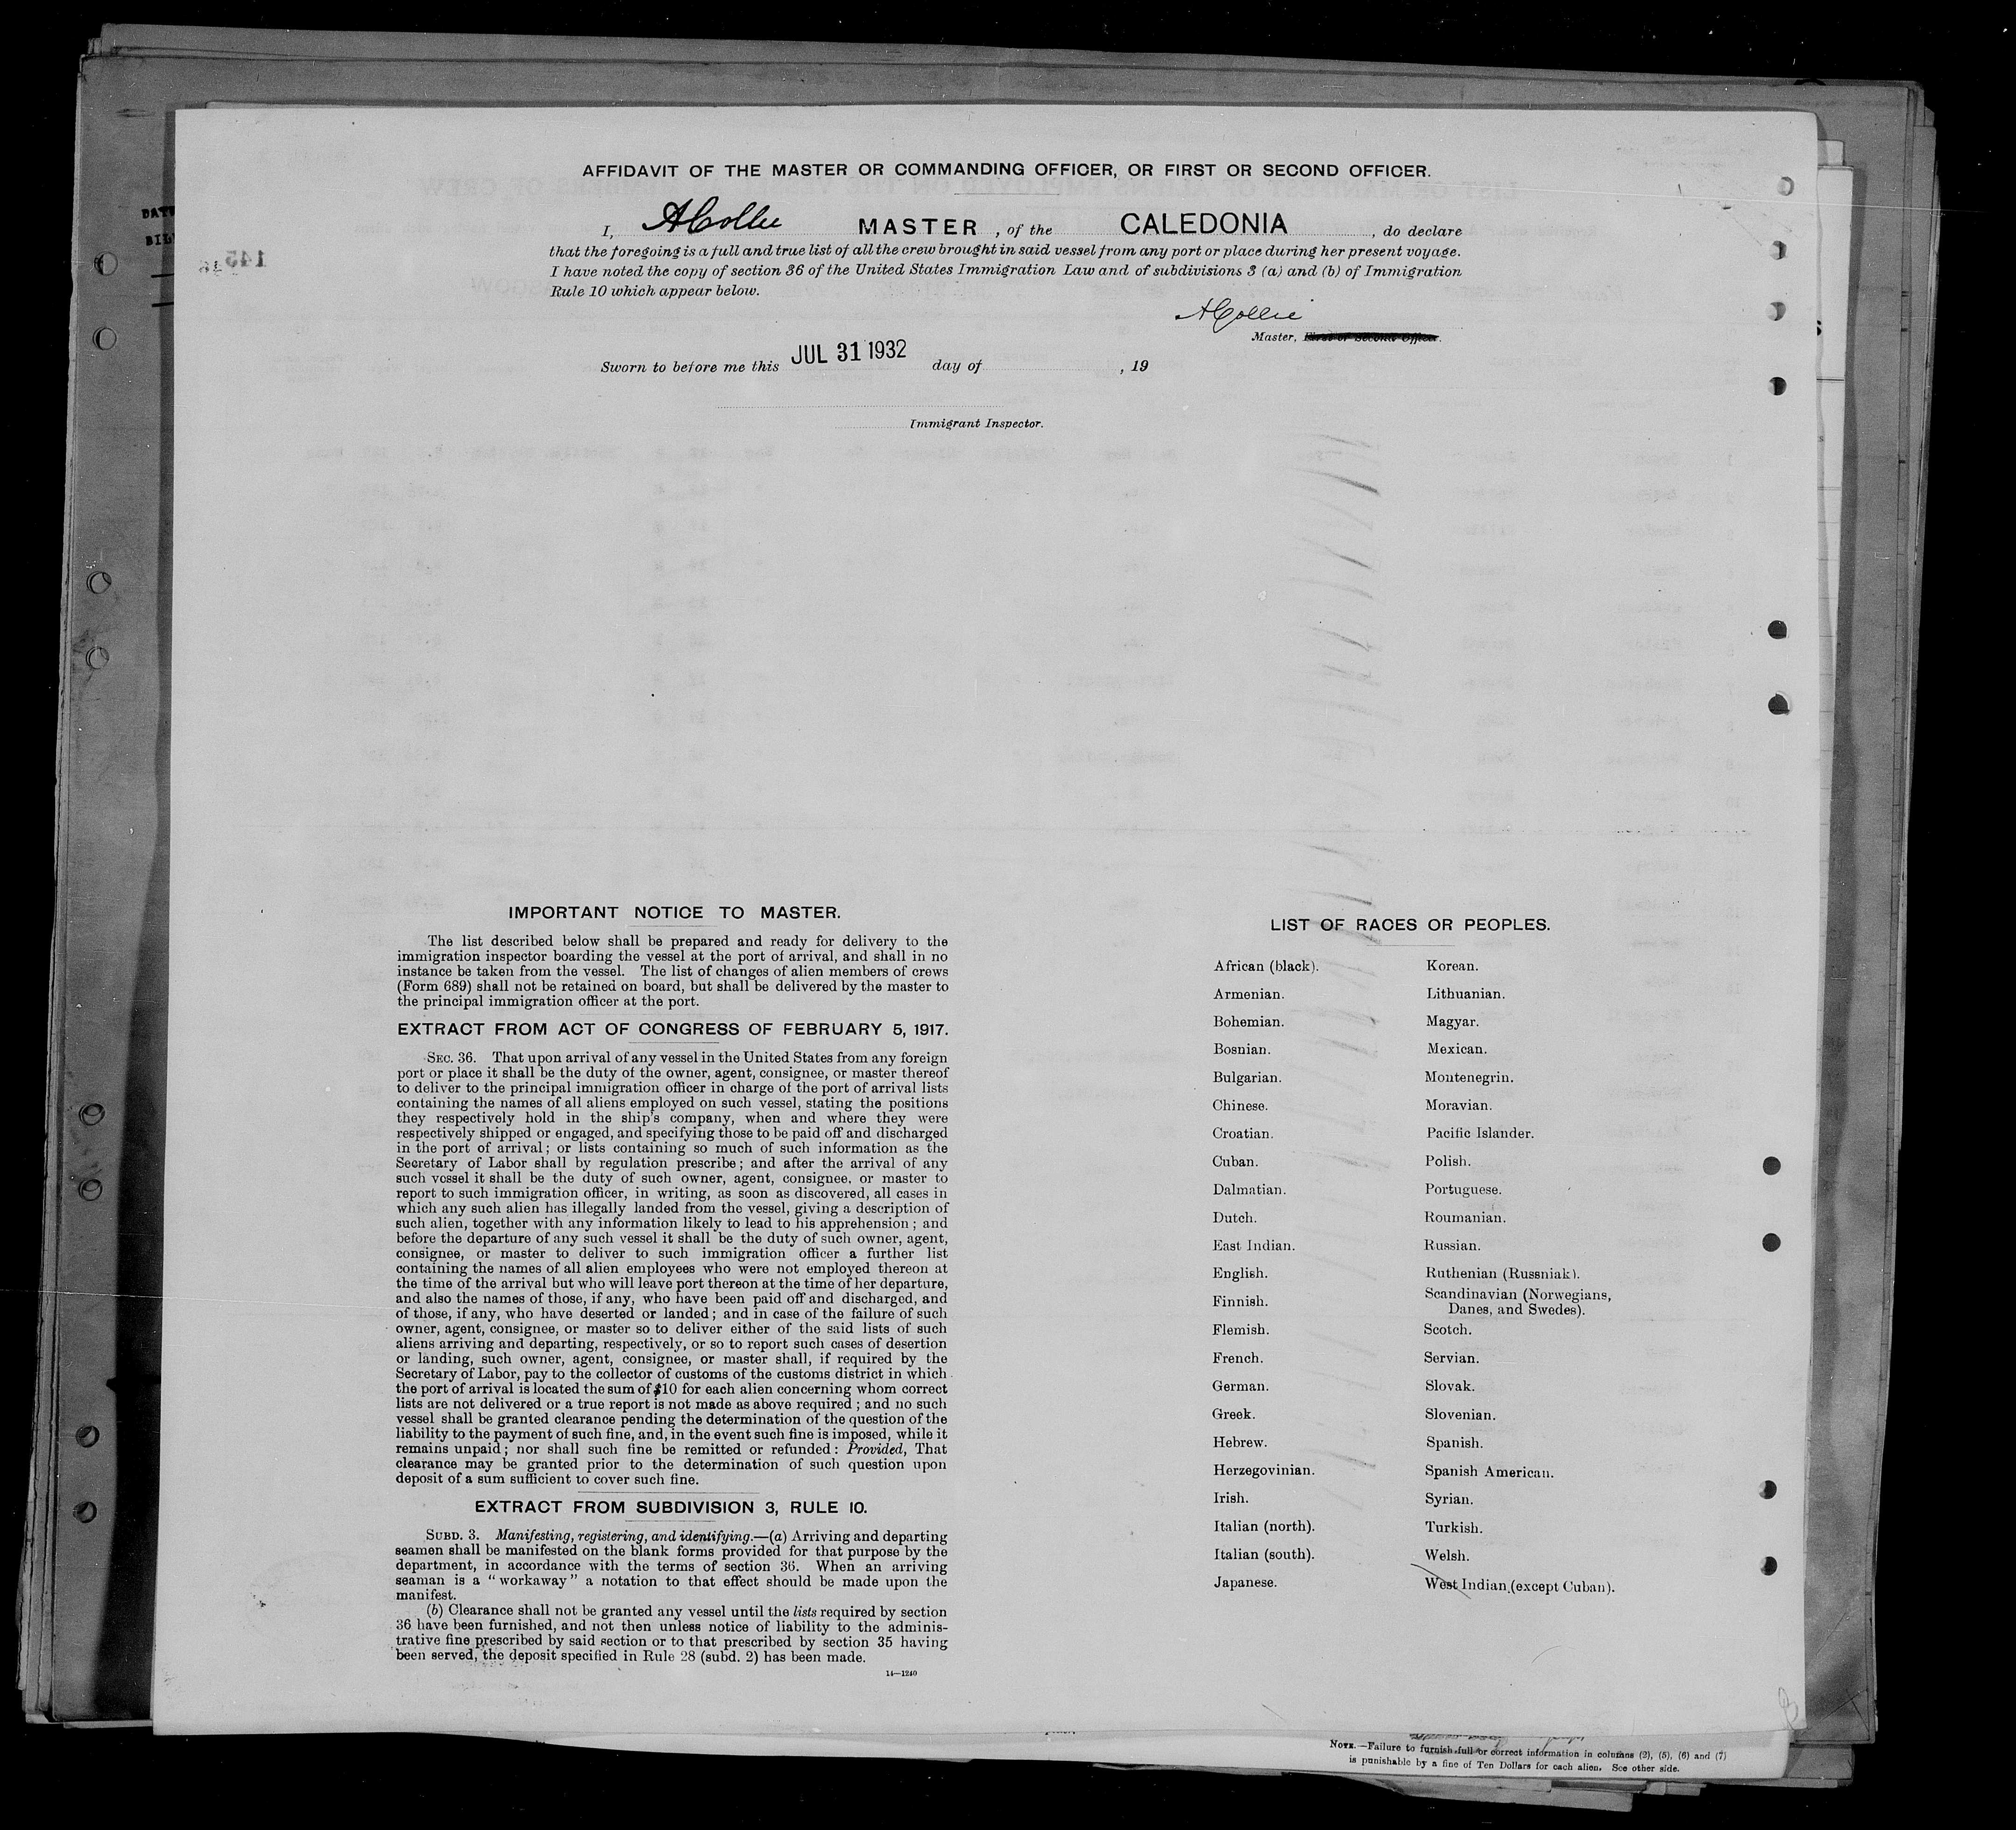 AFFIDAVIT OF THE MASTER OR COMMANDING OFFICER, OR FIRST OR SECOND OFFICER.
I, ACollie MASTER, of the CALEDONIA, do declare
that the foregoing is a full and true list of all the crew brought in said vessel from any port or place during her present voyage.
I have noted the copy of section 36 of the United States Immigration Law and of subdivisions 3 (a) and (b) of Immigration
Rule 10 which appear below.
ACollie
Master, First or Second Officer.
Sworn to before me this JUL 31 1932 day of , 19
Immigrant Inspector.
145
IMPORTANT NOTICE TO MASTER.
The list described below shall be prepared and ready for delivery to the
immigration inspector boarding the vessel at the port of arrival, and shall in no
instance be taken from the vessel. The list of changes of alien members of crews
(Form 689) shall not be retained on board, but shall be delivered by the master to
the principal immigration officer at the port.
EXTRACT FROM ACT OF CONGRESS OF FEBRUARY 5, 1917.
SEC. 36. That upon arrival of any vessel in the United States from any foreign
port or place it shall be the duty of the owner, agent, consignee, or master thereof
to deliver to the principal immigration officer in charge of the port of arrival lists
containing the names of all aliens employed on such vessel, stating the positions
they respectively hold in the ship's company, when and where they were
respectively shipped or engaged, and specifying those to be paid off and discharged
in the port of arrival; or lists containing so much of such information as the
Secretary of Labor shall by regulation prescribe; and after the arrival of any
such vessel it shall be the duty of such owner, agent, consignee, or master to
report to such immigration officer, in writing, as soon as discovered, all cases in
which any such alien has illegally landed from the vessel, giving a description of
such alien, together with any information likely to lead to his apprehension; and
before the departure of any such vessel it shall be the duty of such owner, agent,
consignee, or master to deliver to such immigration officer a further list
containing the names of all alien employees who were not employed thereon at
the time of the arrival but who will leave port thereon at the time of her departure,
and also the names of those, if any, who have been paid off and discharged, and
of those, if any, who have deserted or landed; and in case of the failure of such
owner, agent, consignee, or master so to deliver either of the said lists of such
aliens arriving and departing, respectively, or so to report such cases of desertion
or landing, such owner, agent, consignee, or master shall, if required by the
Secretary of Labor, pay to the collector of customs of the customs district in which
the port of arrival is located the sum of $10 for each alien concerning whom correct
lists are not delivered or a true report is not made as above required; and no such
vessel shall be granted clearance pending the determination of the question of the
liability to the payment of such fine, and, in the event such fine is imposed, while it
remains unpaid; nor shall such fine be remitted or refunded: Provided, That
clearance may be granted prior to the determination of such question upon
deposit of a sum sufficient to cover such fine.
EXTRACT FROM SUBDIVISION 3, RULE 10.
SUBD. 3. Manifesting, registering, and identifying.—(a) Arriving and departing
seamen shall be manifested on the blank forms provided for that purpose by the
department, in accordance with the terms of section 36. When an arriving
seaman is a "workaway" a notation to that effect should be made upon the
manifest.
(b) Clearance shall not be granted any vessel until the lists required by section
36 have been furnished, and not then unless notice of liability to the adminis-
trative fine prescribed by said section or to that prescribed by section 35 having
been served, the deposit specified in Rule 28 (subd. 2) has been made.
14—1240
LIST OF RACES OR PEOPLES.
African (black).
Armenian.
Bohemian.
Bosnian.
Bulgarian.
Chinese.
Croatian.
Cuban.
Dalmatian.
Dutch.
East Indian.
English.
Finnish.
Flemish.
French.
German.
Greek.
Hebrew.
Herzegovinian.
Irish.
Italian (north).
Italian (south).
Japanese.
Korean.
Lithuanian.
Magyar.
Mexican.
Montenegrin.
Moravian.
Pacific Islander.
Polish.
Portuguese.
Roumanian.
Russian.
Ruthenian (Russniak).
Scandinavian (Norwegians,
Danes, and Swedes).
Scotch.
Servian.
Slovak.
Slovenian.
Spanish.
Spanish American.
Syrian.
Turkish.
Welsh.
West Indian (except Cuban).
NOTE.—Failure to furnish full or correct information in columns (2), (5), (6) and (7)
is punishable by a fine of Ten Dollars for each alien. See other side.